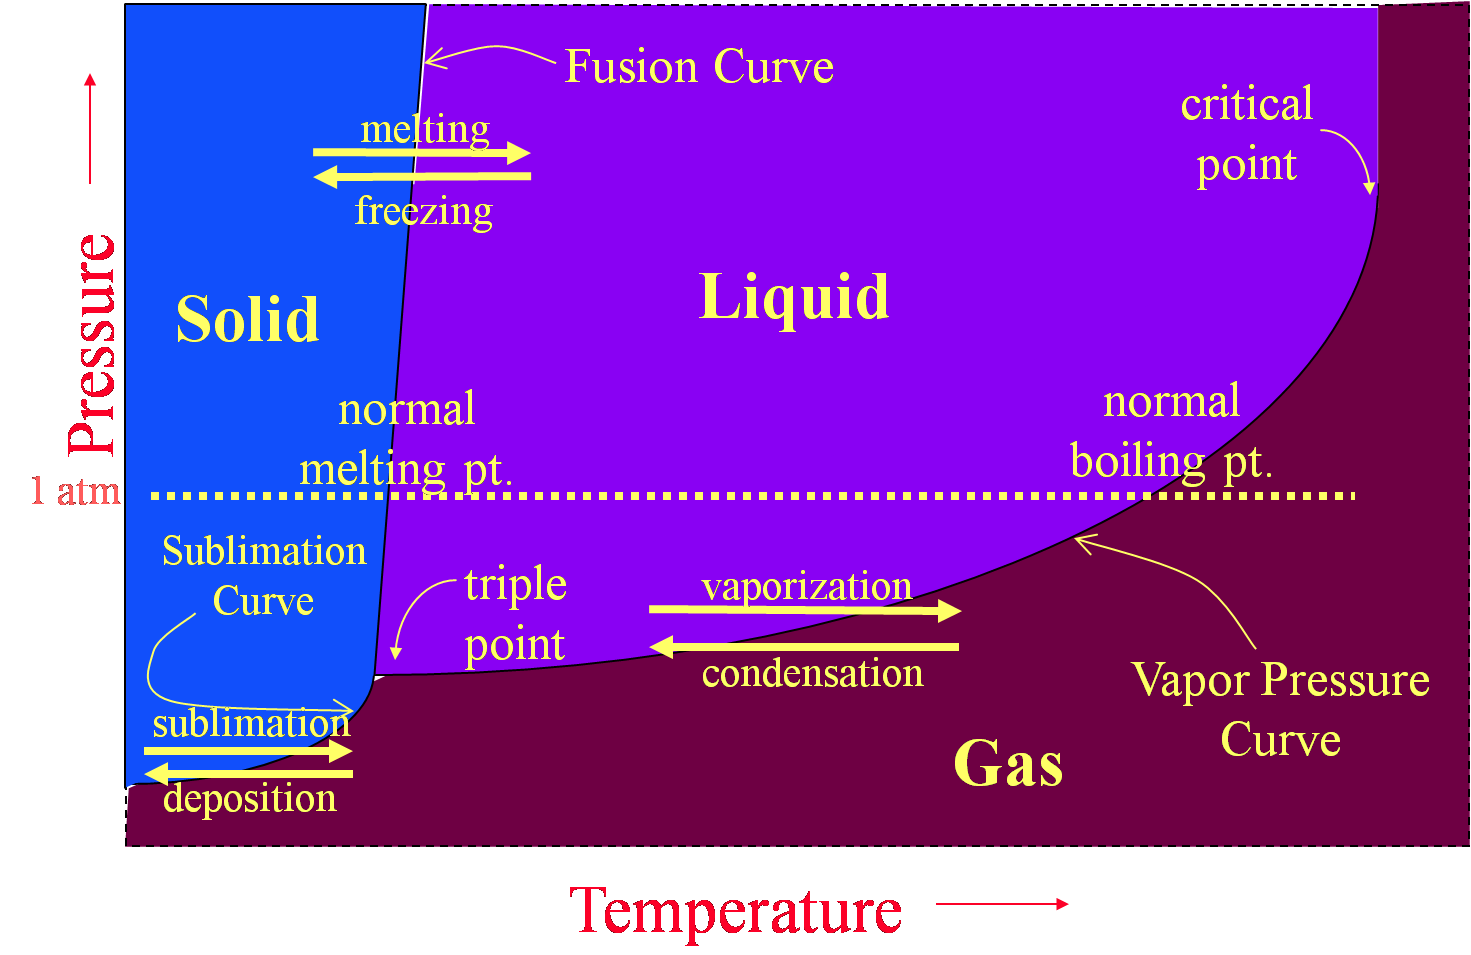 Fusion Curve
critical
point
melting
freezing
Pressure
Solid
Liquid
normal
melting pt.
normal
boiling pt.
1 atm
Sublimation
Curve
triple
point
vaporization
condensation
Vapor Pressure
Curve
sublimation
deposition
Gas
Temperature